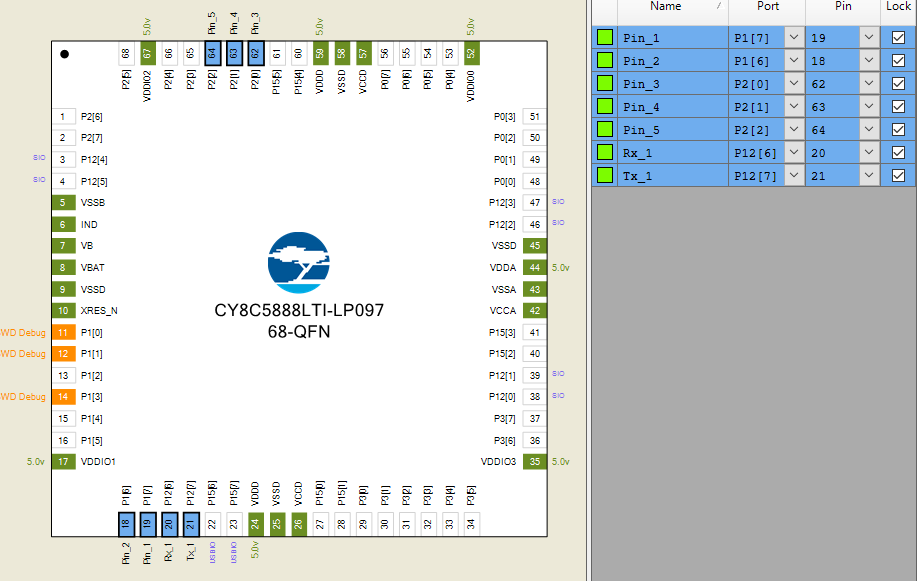 Pin_5
Pin_4
Pin_3
5.0v
5.0v
5.0v
68
67
66
65
64
63
62
61
60
59
58
57
56
55
54
53
52
P2[5]
VDDIO2
P2[4]
P2[3]
P2[2]
P2[1]
P2[0]
P15[5]
P15[4]
VDDD
VSSD
VCCD
P0[7]
P0[6]
P0[5]
P0[4]
VDDIO0
1 P2[6]
2 P2[7]
SIO 3 P12[4]
SIO 4 P12[5]
5 VSSB
6 IND
7 VB
8 VBAT
9 VSSD
10 XRES_N
WD Debug 11 P1[0]
WD Debug 12 P1[1]
13 P1[2]
WD Debug 14 P1[3]
15 P1[4]
16 P1[5]
5.0v 17 VDDIO1
CY8C5888LTI-LP097
68-QFN
P0[3] 51
P0[2] 50
P0[1] 49
P0[0] 48
P12[3] 47 SIO
P12[2] 46 SIO
VSSD 45
VDDA 44 5.0v
VSSA 43
VCCA 42
P15[3] 41
P15[2] 40
P12[1] 39 SIO
P12[0] 38 SIO
P3[7] 37
P3[6] 36
VDDIO3 35 5.0v
P1[6]
P1[7]
P12[6]
P12[7]
P15[6]
P15[7]
VDDD
VSSD
VCCD
P15[0]
P15[1]
P3[0]
P3[1]
P3[2]
P3[3]
P3[4]
P3[5]
18
19
20
21
22
23
24
25
26
27
28
29
30
31
32
33
34
Pin_2
Pin_1
Rx_1
Tx_1
USBIO
USBIO
5.0v
Name / Port Pin Lock
Pin_1 P1[7] 19
Pin_2 P1[6] 18
Pin_3 P2[0] 62
Pin_4 P2[1] 63
Pin_5 P2[2] 64
Rx_1 P12[6] 20
Tx_1 P12[7] 21